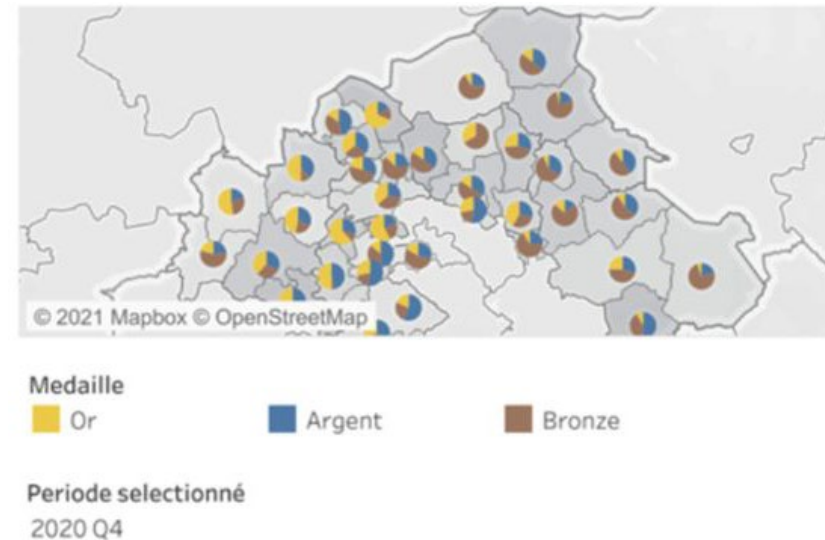 © 2021 Mapbox © OpenStreetMap
Medaille
Or Argent Bronze
Periode selectionné
2020 Q4